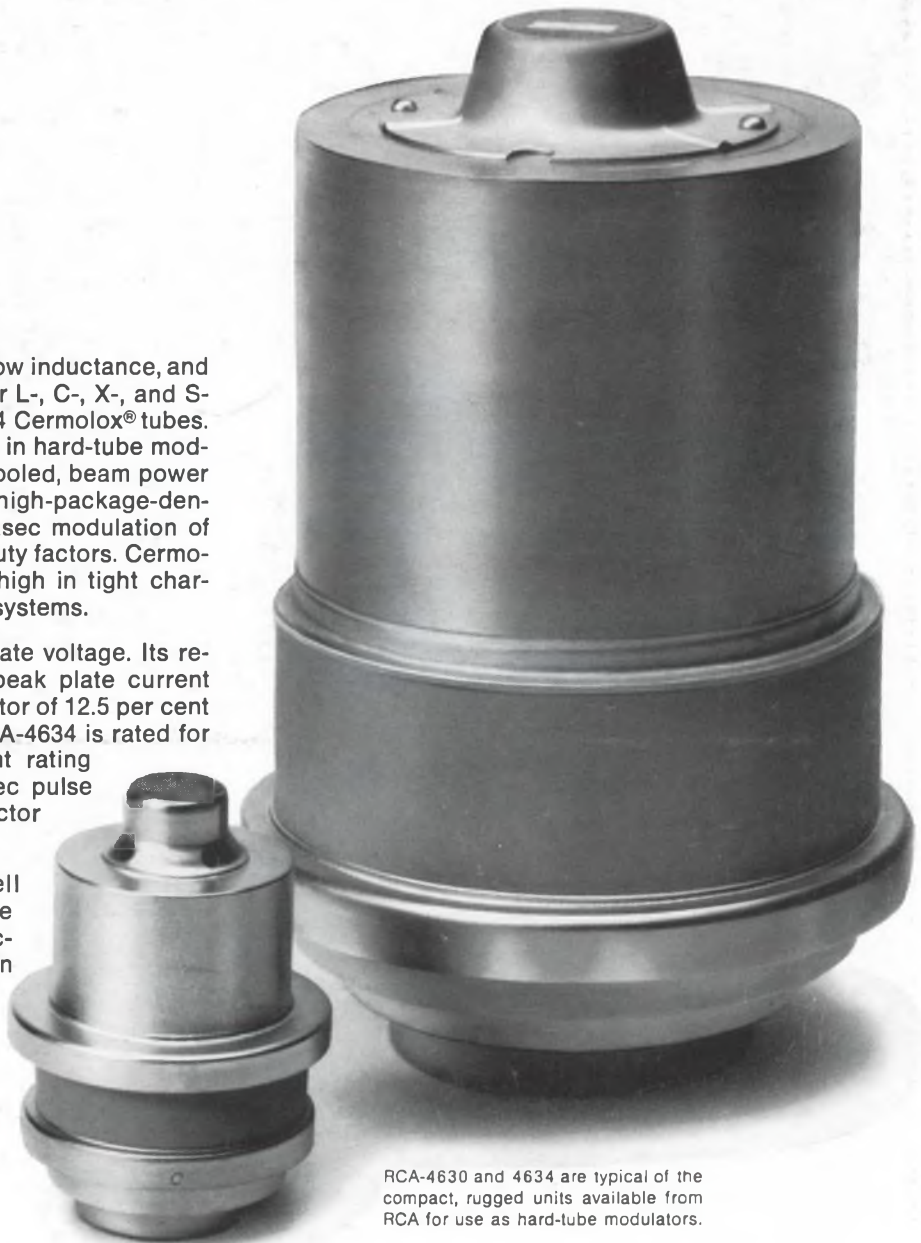 ow inductance, and
r L-, C-, X-, and S-
4 Cermolox® tubes.
in hard-tube mod-
ooled, beam power
high-package-den-
sec modulation of
uty factors. Cermo-
high in tight char-
systems.
ate voltage. Its re-
peak plate current
tor of 12.5 per cent
A-4634 is rated for
nt rating
ec pulse
ctor
ell
e
c-
n
C
RCA-4630 and 4634 are typical of the
compact, rugged units available from
RCA for use as hard-tube modulators.